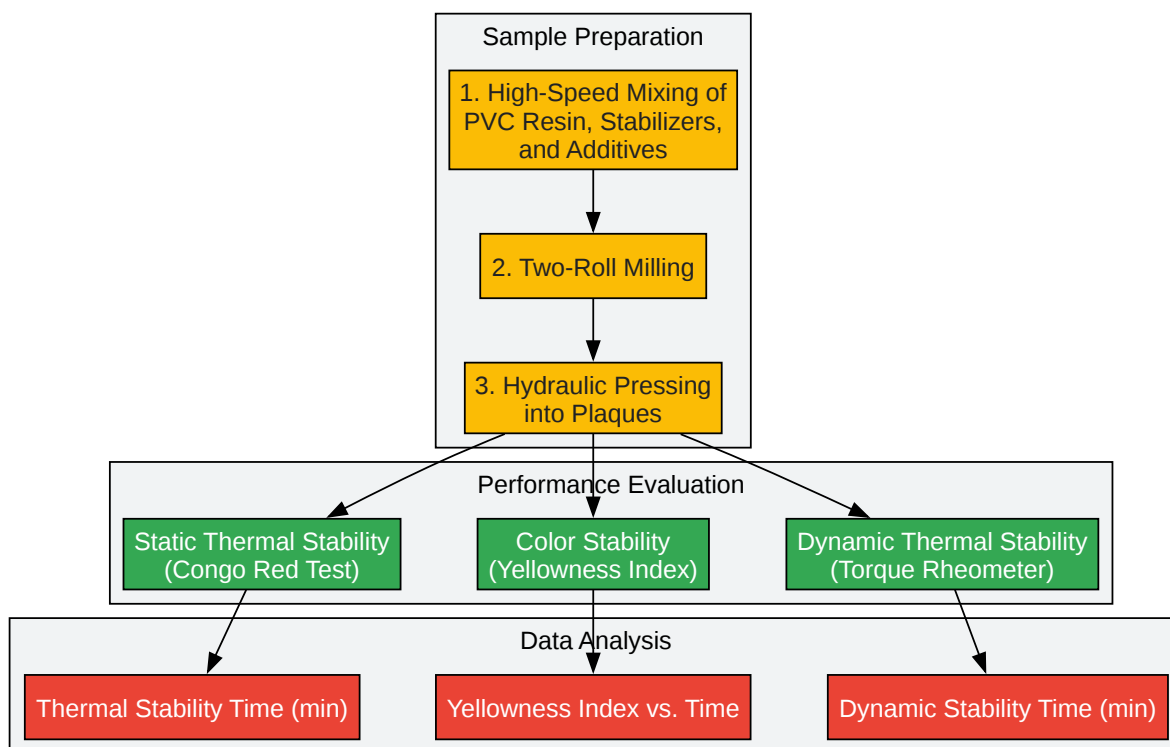 Sample Preparation
1. High-Speed Mixing of
PVC Resin, Stabilizers,
and Additives
2. Two-Roll Milling
3. Hydraulic Pressing
into Plaques
Performance Evaluation
Static Thermal Stability
(Congo Red Test)
Color Stability
(Yellowness Index)
Dynamic Thermal Stability
(Torque Rheometer)
Data Analysis
Thermal Stability Time (min)
Yellowness Index vs. Time
Dynamic Stability Time (min)